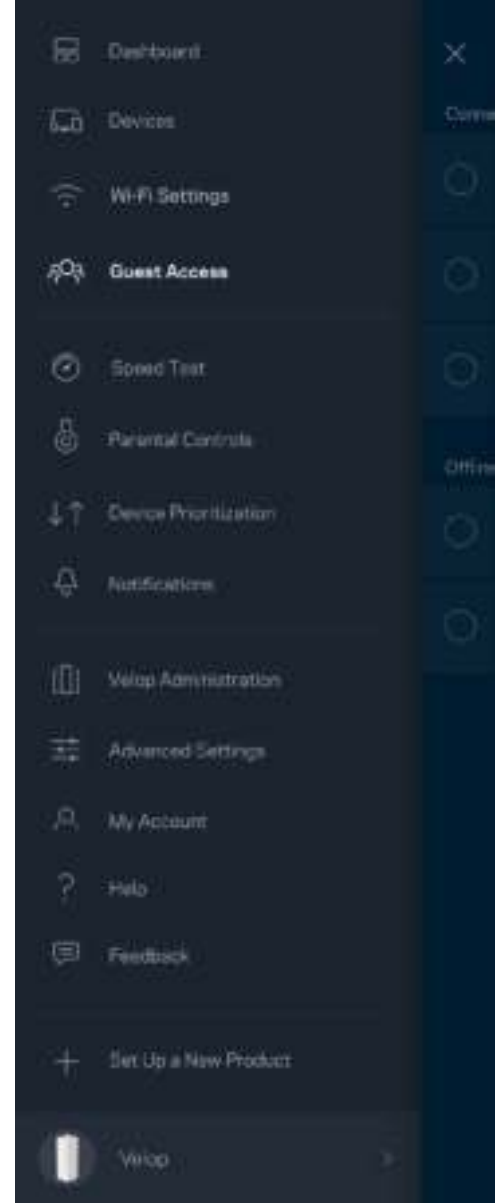 Dashboard
Devices
Wi-Fi Settings
Guest Access
Speed Test
Parental Controls
Device Prioritization
Notifications
Velop Administration
Advanced Settings
My Account
? Help
Feedback
+ Set Up a New Product
Velop
Offline